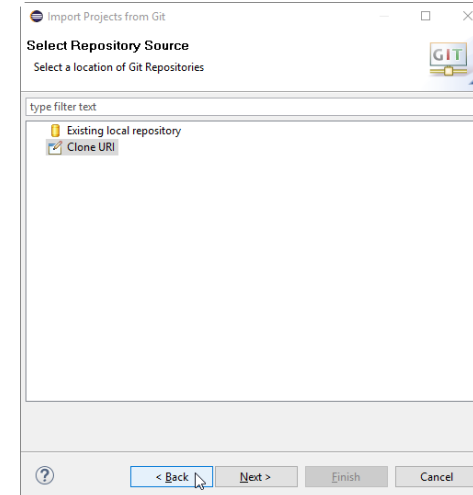 Import Projects from Git
Select Repository Source
Select a location of Git Repositories
GIT
type filter text
Existing local repository
Clone URI
< Back
Next >
Finish
Cancel